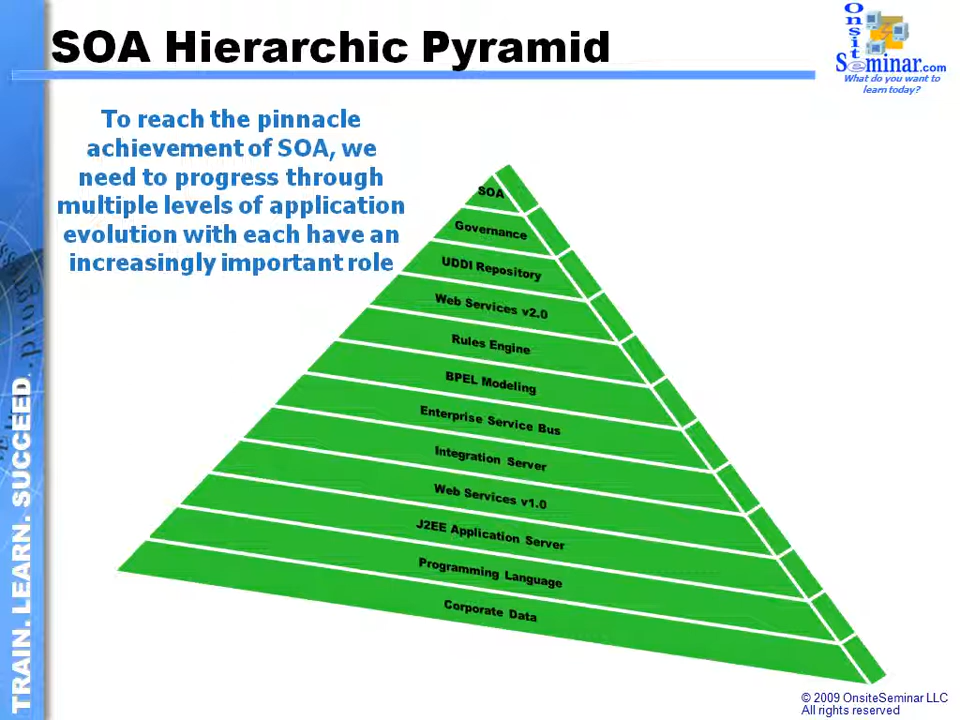 SOA Hierarchic Pyramid
Onsite
Seminar.com
What do you want to
learn today?
To reach the pinnacle
achievement of SOA, we
need to progress through
multiple levels of application
evolution with each have an
increasingly important role
SOA
Governance
UDDI Repository
Web Services v2.0
Rules Engine
BPEL Modeling
Enterprise Service Bus
Integration Server
Web Services v1.0
J2EE Application Server
Programming Language
Corporate Data
TRAIN. LEARN. SUCCEED.
© 2009 OnsiteSeminar LLC
All rights reserved